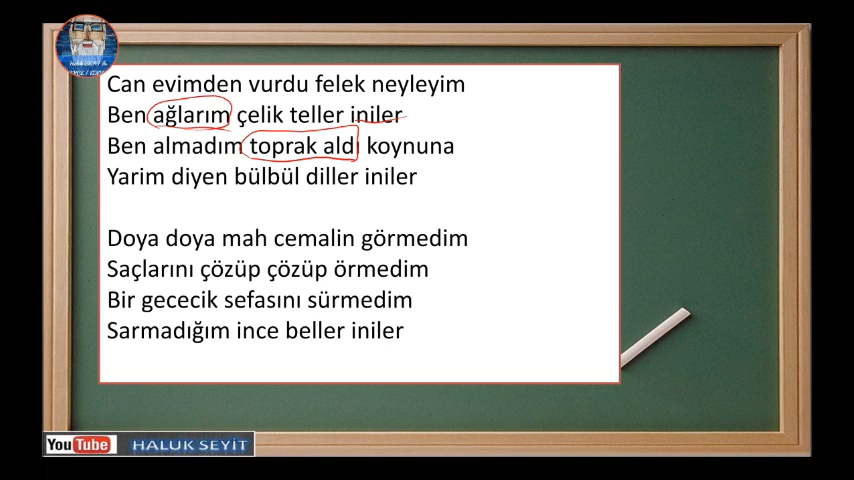 Can evimden vurdu felek neyleyim
Ben ağlarım çelik teller iniler
Ben almadım toprak aldı koynuna
Yarim diyen bülbül diller iniler
Doya doya mah cemalin görmedim
Saçlarını çözüp çözüp örmedim
Bir gececik sefasını sürmedim
Sarmadığım ince beller iniler
YouTube HALUK SEYİT